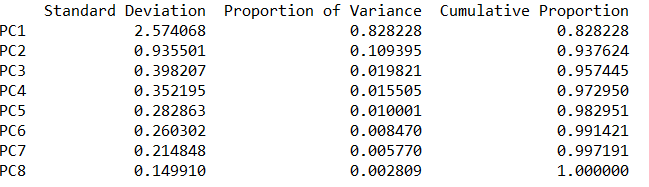 Standard Deviation Proportion of Variance Cumulative Proportion
PC1 2.574068 0.828228 0.828228
PC2 0.935501 0.109395 0.937624
PC3 0.398207 0.019821 0.957445
PC4 0.352195 0.015505 0.972950
PC5 0.282863 0.010001 0.982951
PC6 0.260302 0.008470 0.991421
PC7 0.214848 0.005770 0.997191
PC8 0.149910 0.002809 1.000000